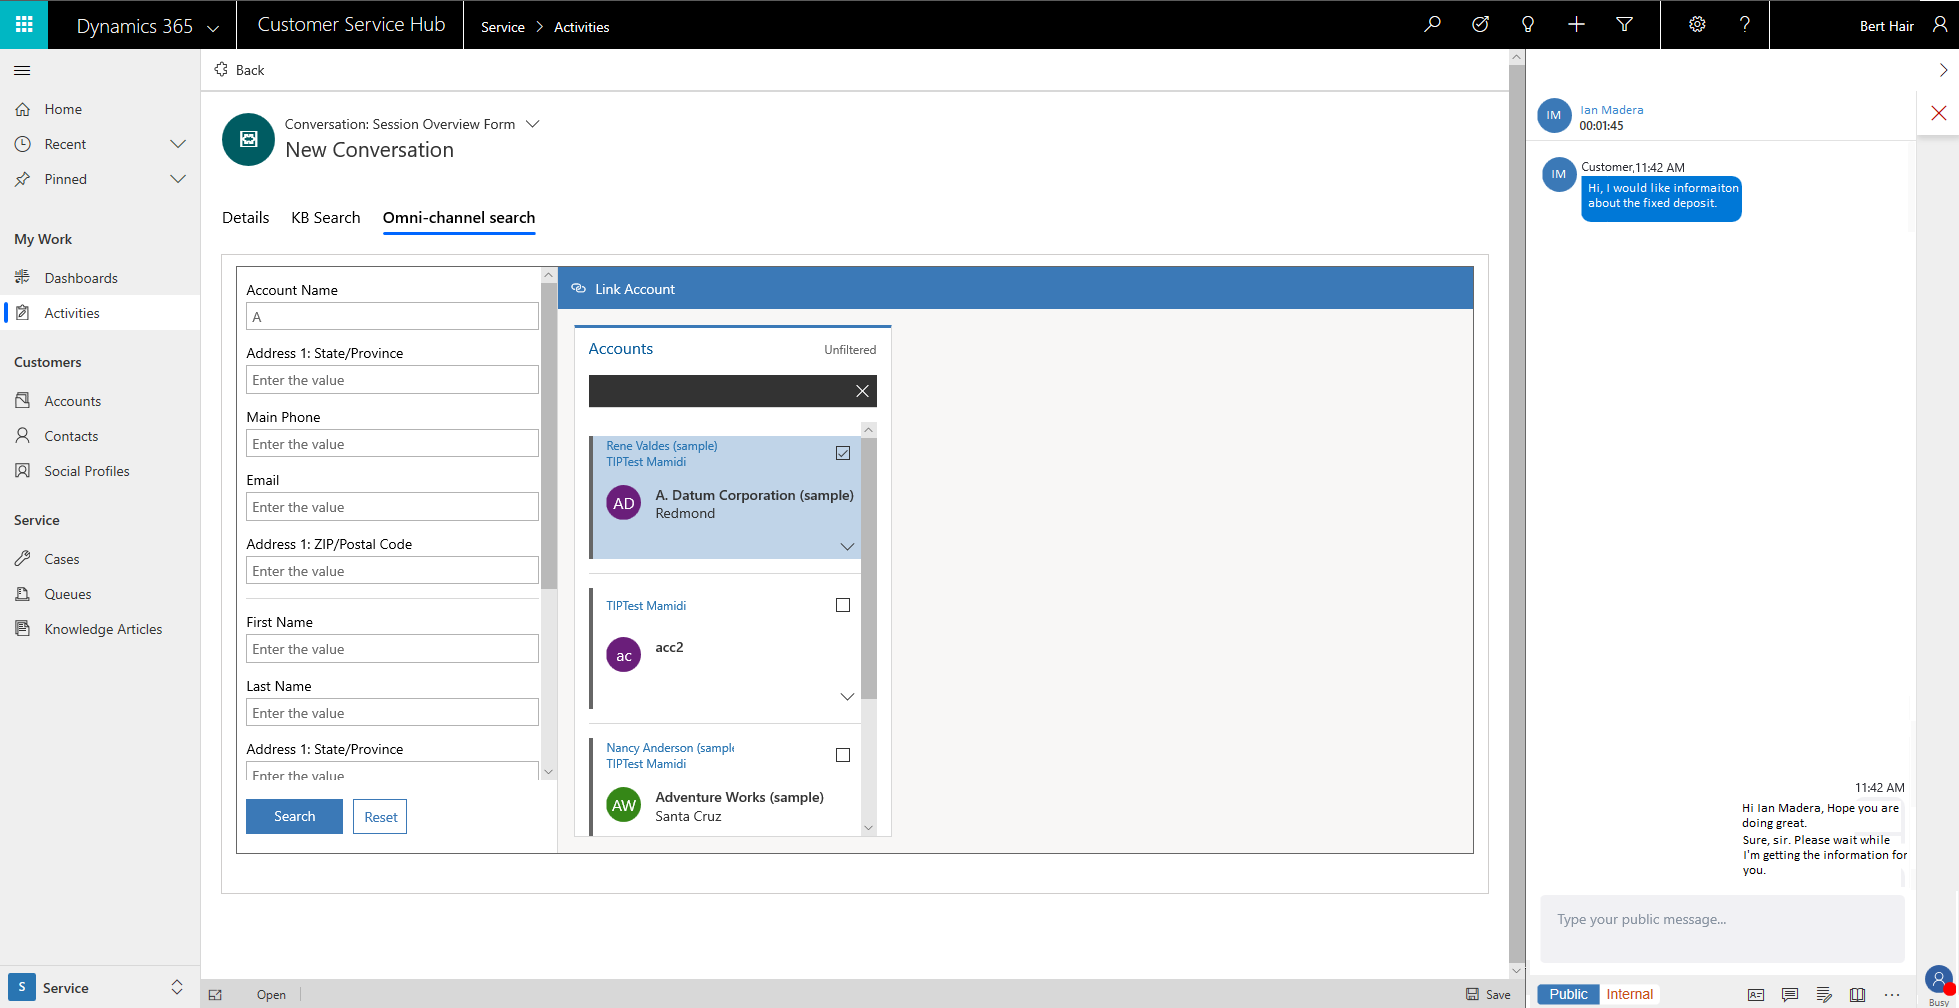 Dynamics 365
Customer Service Hub
Service > Activities
Bert Hair
Home
Recent
Pinned
My Work
Dashboards
Activities
Customers
Accounts
Contacts
Social Profiles
Service
Cases
Queues
Knowledge Articles
S Service
Back
Conversation: Session Overview Form
New Conversation
Details KB Search Omni-channel search
Account Name
A
Address 1: State/Province
Enter the value
Main Phone
Enter the value
Email
Enter the value
Address 1: ZIP/Postal Code
Enter the value
First Name
Enter the value
Last Name
Enter the value
Address 1: State/Province
Enter the value
Search Reset
Link Account
Accounts Unfiltered
Rene Valdes (sample)
TIPTest Mamidi
AD
A. Datum Corporation (sample)
Redmond
TIPTest Mamidi
ac
acc2
Nancy Anderson (sample
TIPTest Mamidi
AW
Adventure Works (sample)
Santa Cruz
Open
Save
IM
Ian Madera
00:01:45
IM
Customer,11:42 AM
Hi, I would like informaiton
about the fixed deposit.
11:42 AM
Hi Ian Madera, Hope you are
doing great.
Sure, sir. Please wait while
I'm getting the information for
you.
Type your public message...
Public Internal
Busy